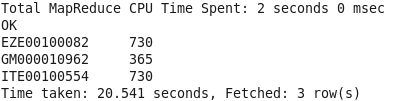 Total MapReduce CPU Time Spent: 2 seconds 0 msec
OK
EZE00100082     730
GM000010962     365
ITE00100554     730
Time taken: 20.541 seconds, Fetched: 3 row(s)